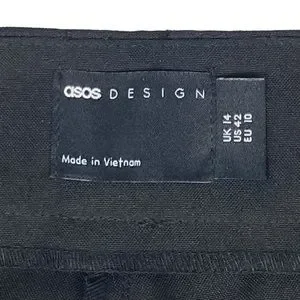 asos DESIGN
Made in Vietnam
UK 14
US 42
EU 10